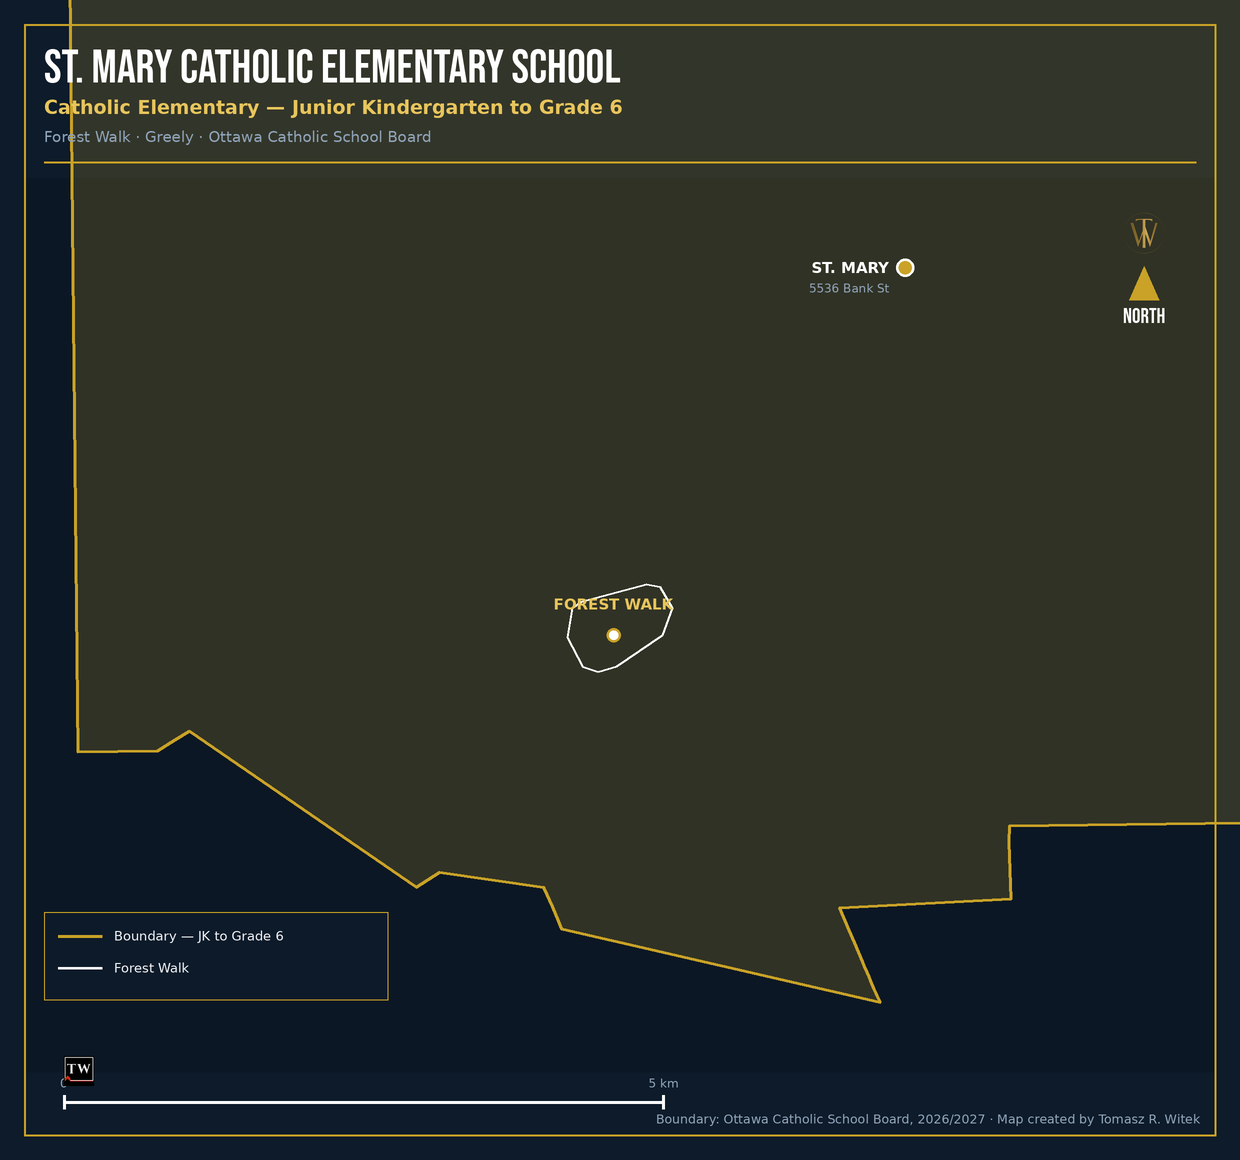 ST. MARY CATHOLIC ELEMENTARY SCHOOL
Catholic Elementary — Junior Kindergarten to Grade 6
Forest Walk · Greely · Ottawa Catholic School Board
TW
ST. MARY
5536 Bank St
NORTH
FOREST WALK
Boundary — JK to Grade 6
Forest Walk
TW
0
5 km
Boundary: Ottawa Catholic School Board, 2026/2027 · Map created by Tomasz R. Witek